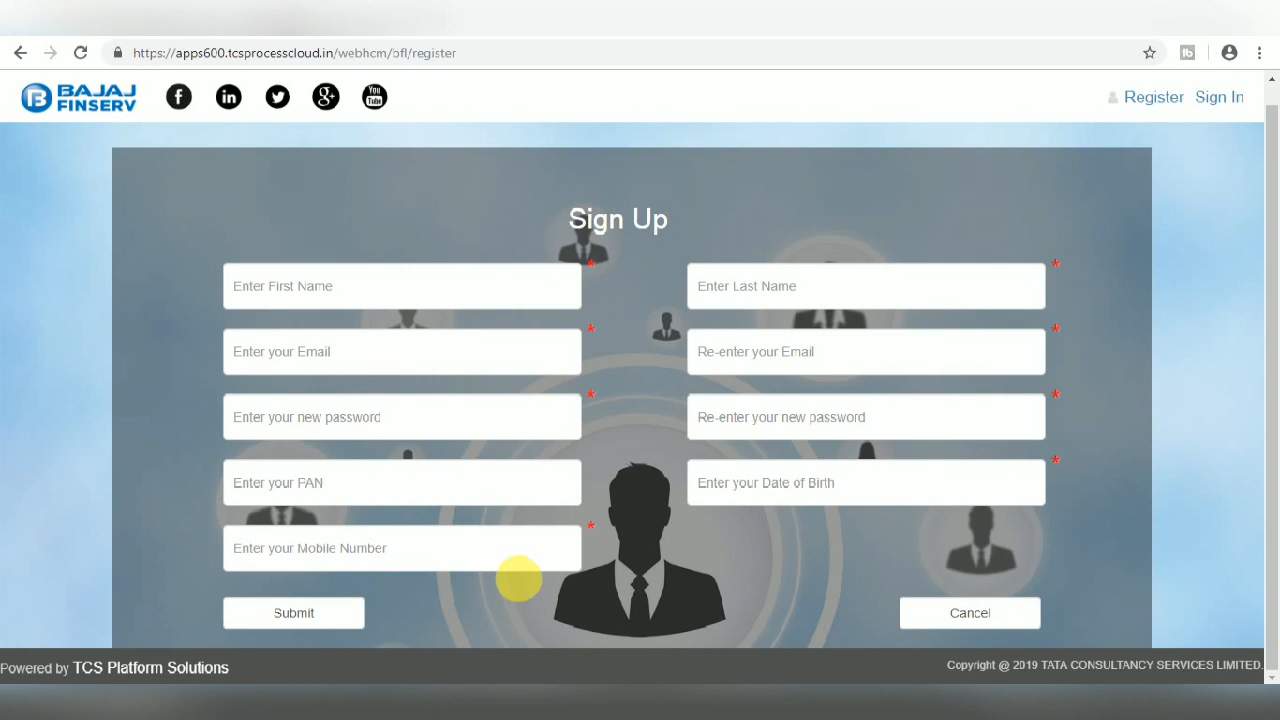 https://apps600.tcsprocesscloud.in/webhcm/bfl/register
BAJAJ
FINSERV
You
Tube
Register Sign In
Sign Up
Enter First Name *
Enter Last Name *
Enter your Email *
Re-enter your Email *
Enter your new password *
Re-enter your new password *
Enter your PAN
Enter your Date of Birth *
Enter your Mobile Number *
Submit
Cancel
Powered by TCS Platform Solutions
Copyright @ 2019 TATA CONSULTANCY SERVICES LIMITED.